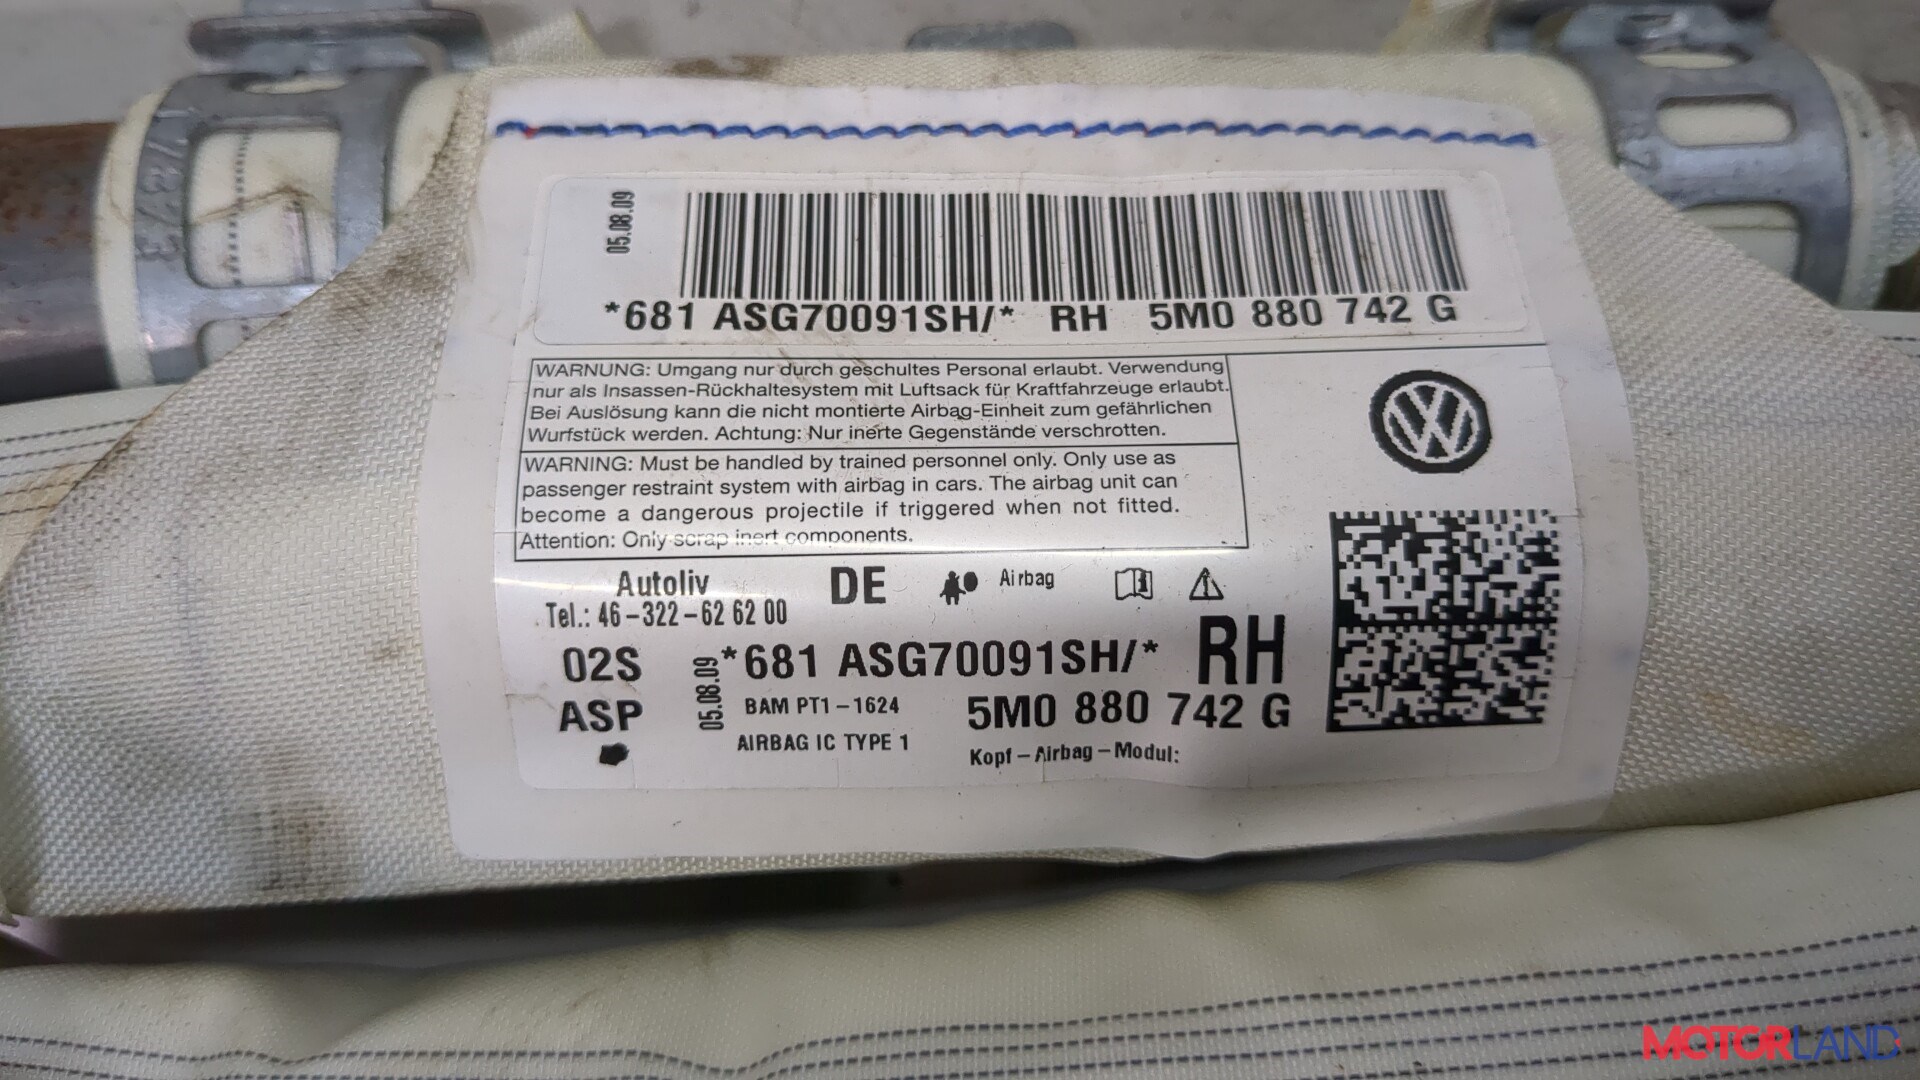 05.08.09
*681 ASG70091SH/* RH 5M0 880 742 G
WARNUNG: Umgang nur durch geschultes Personal erlaubt. Verwendung
nur als Insassen-Rückhaltesystem mit Luftsack für Kraftfahrzeuge erlaubt.
Bei Auslösung kann die nicht montierte Airbag-Einheit zum gefährlichen
Wurfstück werden. Achtung: Nur inerte Gegenstände verschrotten.
WARNING: Must be handled by trained personnel only. Only use as
passenger restraint system with airbag in cars. The airbag unit can
become a dangerous projectile if triggered when not fitted.
Attention: Only scrap inert components.
Autoliv DE Airbag
Tel.: 46-322-62 62 00
02S 05.08.09 *681 ASG70091SH/* RH
ASP BAM PT1-1624 5M0 880 742 G
AIRBAG IC TYPE 1 Kopf-Airbag-Modul:
MOTORLAND